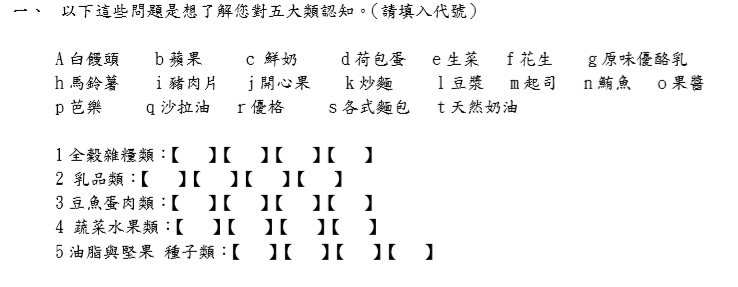 一、 以下這些問題是想了解您對五大類認知。(請填入代號)
A 白饅頭 b 蘋果 c 鮮奶 d 荷包蛋 e 生菜 f 花生 g 原味優酪乳
h 馬鈴薯 i 豬肉片 j 開心果 k 炒麵 l 豆漿 m 起司 n 鮪魚 o 果醬
p 芭樂 q 沙拉油 r 優格 s 各式麵包 t 天然奶油
1 全穀雜糧類：【 】【 】【 】【 】
2 乳品類：【 】【 】【 】【 】
3 豆魚蛋肉類：【 】【 】【 】【 】
4 蔬菜水果類：【 】【 】【 】【 】
5 油脂與堅果 種子類：【 】【 】【 】【 】